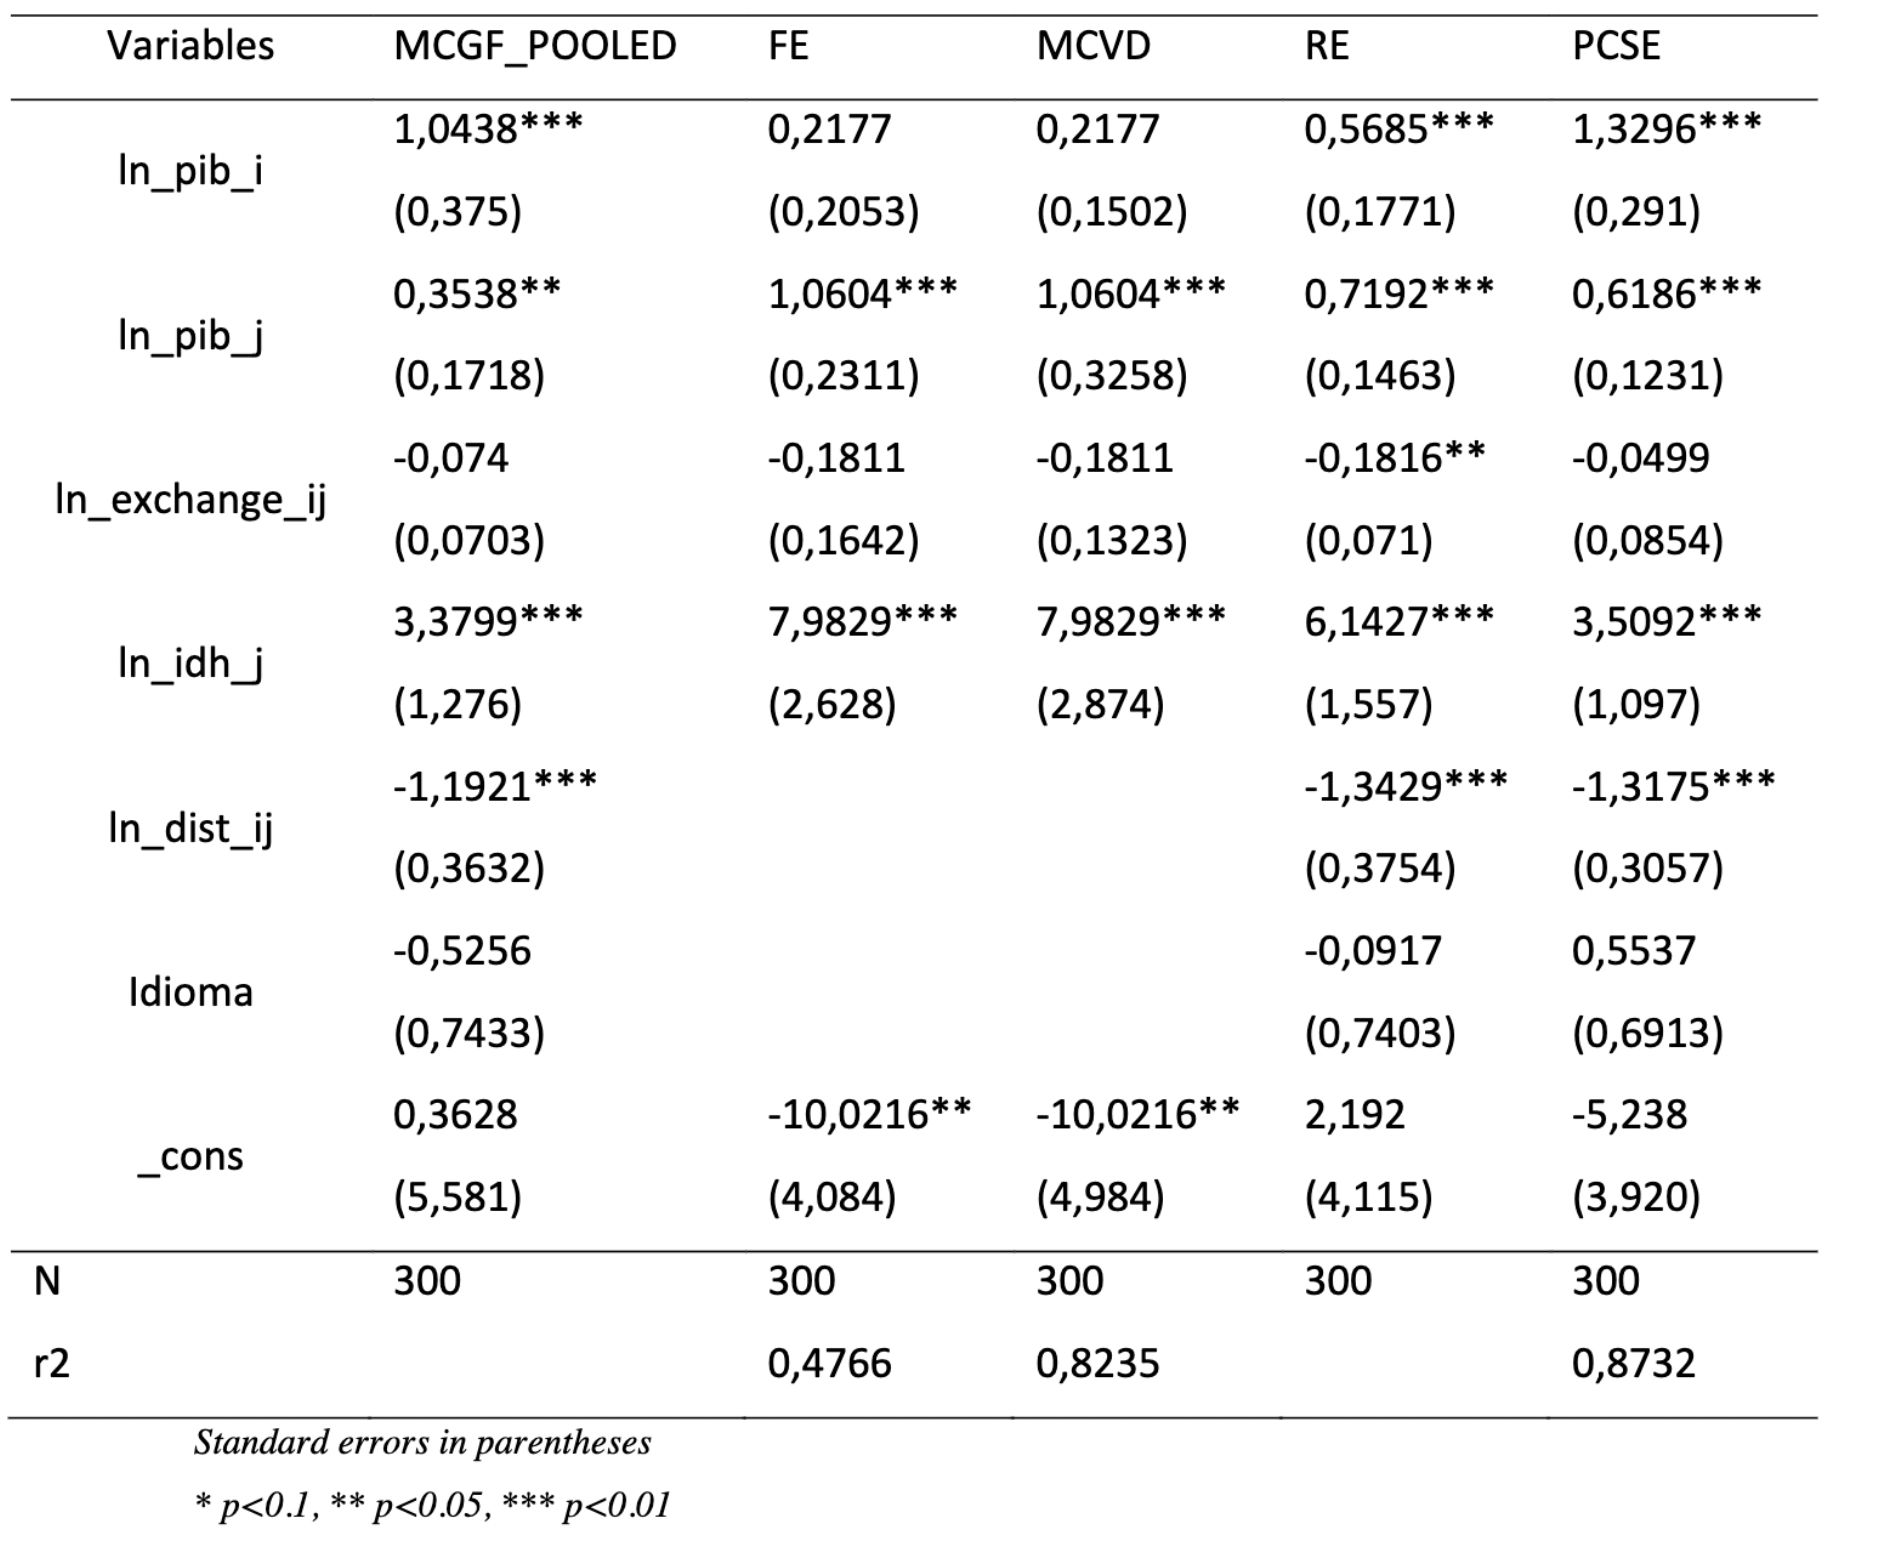 Variables MCGF_POOLED FE MCVD RE PCSE
ln_pib_i
1,0438*** 0,2177 0,2177 0,5685*** 1,3296***
(0,375) (0,2053) (0,1502) (0,1771) (0,291)
ln_pib_j
0,3538** 1,0604*** 1,0604*** 0,7192*** 0,6186***
(0,1718) (0,2311) (0,3258) (0,1463) (0,1231)
ln_exchange_ij
-0,074 -0,1811 -0,1811 -0,1816** -0,0499
(0,0703) (0,1642) (0,1323) (0,071) (0,0854)
ln_idh_j
3,3799*** 7,9829*** 7,9829*** 6,1427*** 3,5092***
(1,276) (2,628) (2,874) (1,557) (1,097)
ln_dist_ij
-1,1921*** -1,3429*** -1,3175***
(0,3632) (0,3754) (0,3057)
Idioma
-0,5256 -0,0917 0,5537
(0,7433) (0,7403) (0,6913)
_cons
0,3628 -10,0216** -10,0216** 2,192 -5,238
(5,581) (4,084) (4,984) (4,115) (3,920)
N 300 300 300 300 300
r2 0,4766 0,8235 0,8732
Standard errors in parentheses
* p<0.1, ** p<0.05, *** p<0.01